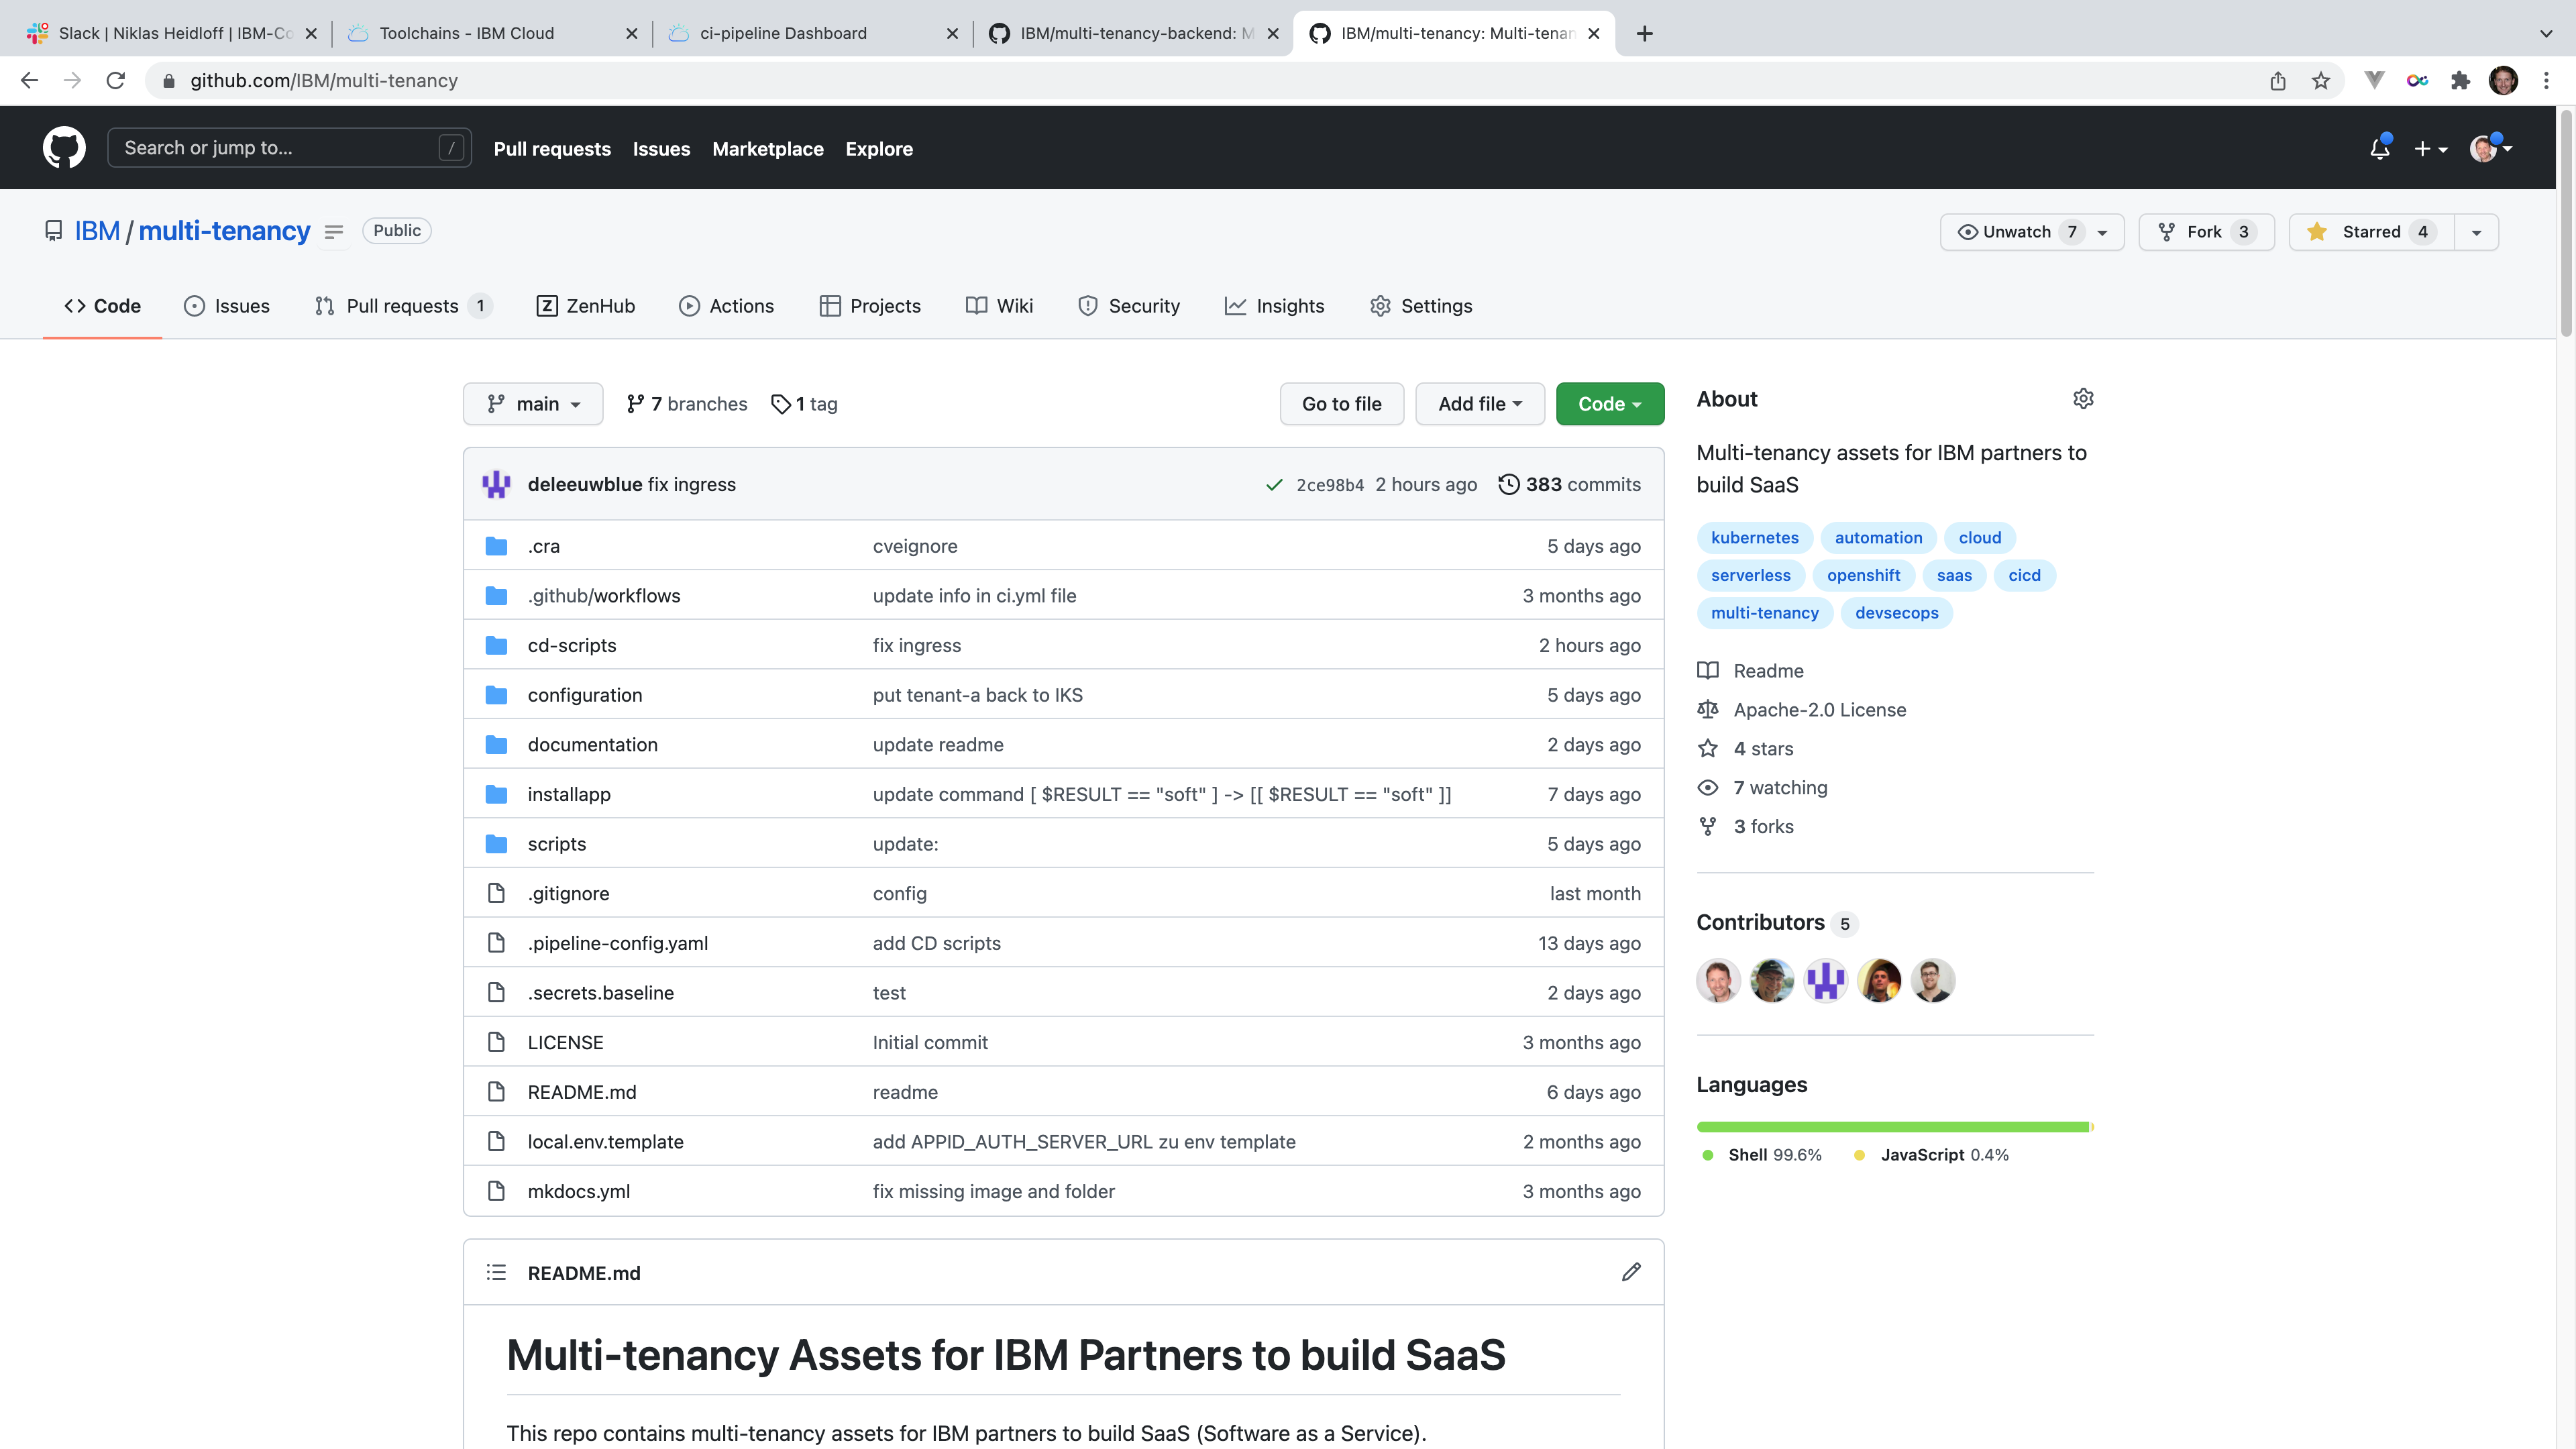 Slack | Niklas Heidloff | IBM-Co
Toolchains - IBM Cloud
ci-pipeline Dashboard
IBM/multi-tenancy-backend: M
IBM/multi-tenancy: Multi-tenan
github.com/IBM/multi-tenancy
Search or jump to... /
Pull requests Issues Marketplace Explore
IBM / multi-tenancy Public
Unwatch 7 Fork 3 Starred 4
Code Issues Pull requests 1 Z ZenHub Actions Projects Wiki Security Insights Settings
main 7 branches 1 tag Go to file Add file Code
deleeuwblue fix ingress 2ce98b4 2 hours ago 383 commits
.cra cveignore 5 days ago
.github/workflows update info in ci.yml file 3 months ago
cd-scripts fix ingress 2 hours ago
configuration put tenant-a back to IKS 5 days ago
documentation update readme 2 days ago
installapp update command [ $RESULT == "soft" ] -> [[ $RESULT == "soft" ]] 7 days ago
scripts update: 5 days ago
.gitignore config last month
.pipeline-config.yaml add CD scripts 13 days ago
.secrets.baseline test 2 days ago
LICENSE Initial commit 3 months ago
README.md readme 6 days ago
local.env.template add APPID_AUTH_SERVER_URL zu env template 2 months ago
mkdocs.yml fix missing image and folder 3 months ago
README.md
Multi-tenancy Assets for IBM Partners to build SaaS
This repo contains multi-tenancy assets for IBM partners to build SaaS (Software as a Service).
About
Multi-tenancy assets for IBM partners to
build SaaS
kubernetes automation cloud
serverless openshift saas cicd
multi-tenancy devsecops
Readme
Apache-2.0 License
4 stars
7 watching
3 forks
Contributors 5
Languages
Shell 99.6% JavaScript 0.4%